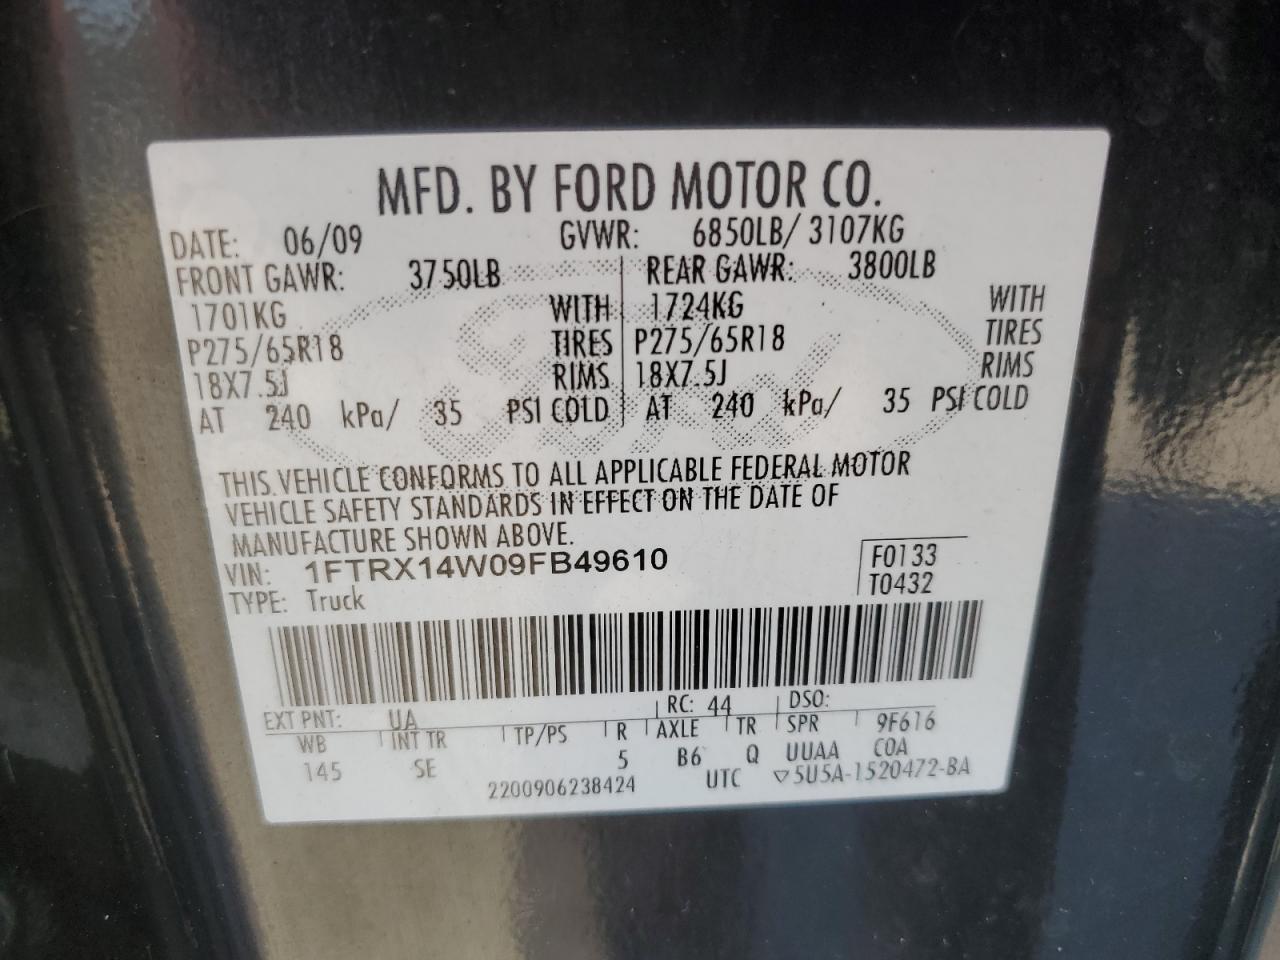 MFD. BY FORD MOTOR CO.
DATE: 06/09 GVWR: 6850LB/ 3107KG
FRONT GAWR: 3750LB REAR GAWR: 3800LB
1701KG WITH 1724KG WITH
P275/65R18 TIRES P275/65R18 TIRES
18X7.5J RIMS 18X7.5J RIMS
AT 240 kPa/ 35 PSI COLD AT 240 kPa/ 35 PSI COLD
THIS VEHICLE CONFORMS TO ALL APPLICABLE FEDERAL MOTOR
VEHICLE SAFETY STANDARDS IN EFFECT ON THE DATE OF
MANUFACTURE SHOWN ABOVE.
VIN: 1FTRX14W09FB49610 F0133
TYPE: Truck T0432
EXT PNT: UA RC: 44 DSO:
WB INT TR TP/PS R AXLE TR SPR 9F616
145 SE 5 B6 Q UUAA COA
2200906238424 UTC ▽5U5A-1520472-BA